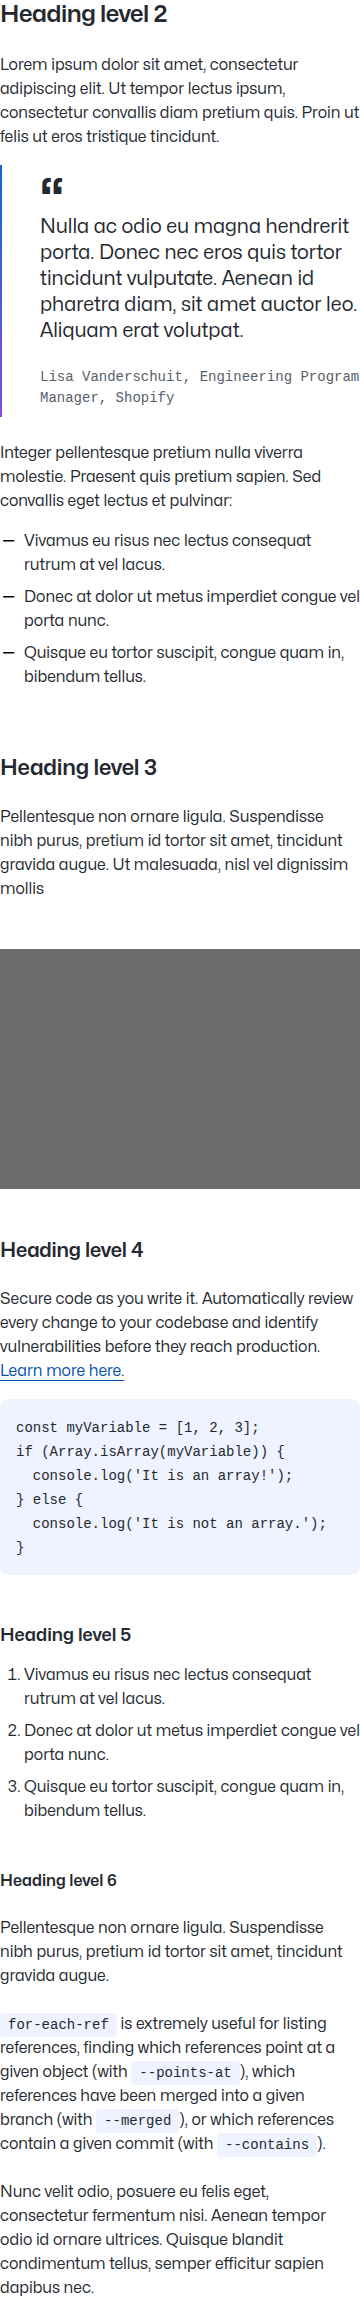 Heading level 2
Lorem ipsum dolor sit amet, consectetur
adipiscing elit. Ut tempor lectus ipsum,
consectetur convallis diam pretium quis. Proin ut
felis ut eros tristique tincidunt.
“
Nulla ac odio eu magna hendrerit
porta. Donec nec eros quis tortor
tincidunt vulputate. Aenean id
pharetra diam, sit amet auctor leo.
Aliquam erat volutpat.
Lisa Vanderschuit, Engineering Program
Manager, Shopify
Integer pellentesque pretium nulla viverra
molestie. Praesent quis pretium sapien. Sed
convallis eget lectus et pulvinar:
— Vivamus eu risus nec lectus consequat
rutrum at vel lacus.
— Donec at dolor ut metus imperdiet congue vel
porta nunc.
— Quisque eu tortor suscipit, congue quam in,
bibendum tellus.
Heading level 3
Pellentesque non ornare ligula. Suspendisse
nibh purus, pretium id tortor sit amet, tincidunt
gravida augue. Ut malesuada, nisl vel dignissim
mollis
Heading level 4
Secure code as you write it. Automatically review
every change to your codebase and identify
vulnerabilities before they reach production.
Learn more here.
const myVariable = [1, 2, 3];
if (Array.isArray(myVariable)) {
  console.log('It is an array!');
} else {
  console.log('It is not an array.');
}
Heading level 5
1. Vivamus eu risus nec lectus consequat
rutrum at vel lacus.
2. Donec at dolor ut metus imperdiet congue vel
porta nunc.
3. Quisque eu tortor suscipit, congue quam in,
bibendum tellus.
Heading level 6
Pellentesque non ornare ligula. Suspendisse
nibh purus, pretium id tortor sit amet, tincidunt
gravida augue.
for-each-ref is extremely useful for listing
references, finding which references point at a
given object (with --points-at ), which
references have been merged into a given
branch (with --merged ), or which references
contain a given commit (with --contains ).
Nunc velit odio, posuere eu felis eget,
consectetur fermentum nisi. Aenean tempor
odio id ornare ultrices. Quisque blandit
condimentum tellus, semper efficitur sapien
dapibus nec.